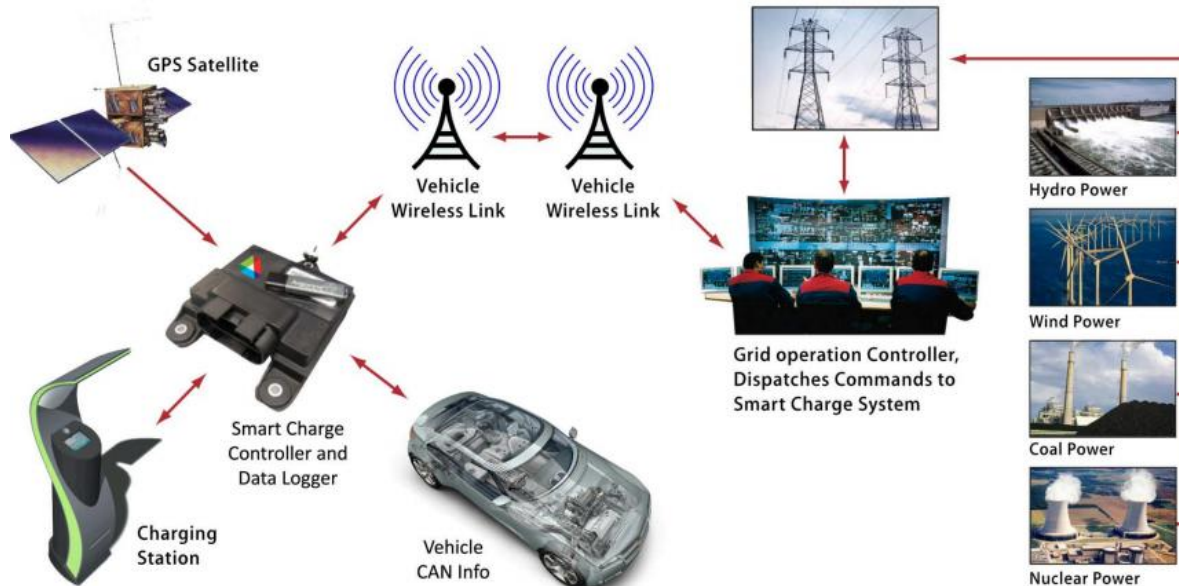 GPS Satellite
Vehicle
Wireless Link
Vehicle
Wireless Link
Hydro Power
Wind Power
Grid operation Controller,
Dispatches Commands to
Smart Charge System
Coal Power
Smart Charge
Controller and
Data Logger
Charging
Station
Vehicle
CAN Info
Nuclear Power